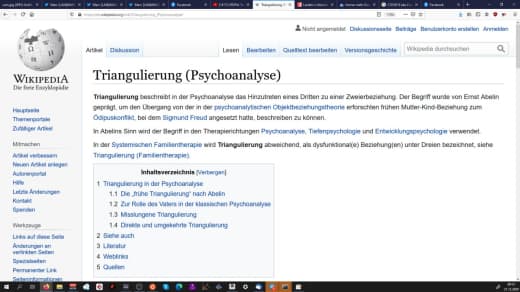 Facebook
Triangulierung (
Facebook
Nicht angemeldet Diskussionsseite Beiträge Benutzerkonto erstellen Anmelden
WIKIPEDIA
Die freie Enzyklopädie
Artikel Diskussion Lesen Bearbeiten Quelltext bearbeiten Versionsgeschichte Wikipedia durchsuchen
Triangulierung (Psychoanalyse)
Triangulierung beschreibt in der Psychoanalyse das Hinzutreten eines Dritten zu einer Zweierbeziehung. Der Begriff wurde von Ernst Abelin
geprägt, um den Übergang von der in der psychoanalytischen Objektbeziehungstheorie erforschten frühen Mutter-Kind-Beziehung zum
Ödipuskonflikt, bei dem Sigmund Freud angesetzt hatte, beschreiben zu können.
In Abelins Sinn wird der Begriff in den Therapierichtungen Psychoanalyse, Tiefenpsychologie und Entwicklungspsychologie verwendet.
In der Systemischen Familientherapie wird Triangulierung abweichend, als dysfunktional(e) Beziehung(en) unter Dreien bezeichnet, siehe
Triangulierung (Familientherapie).
Inhaltsverzeichnis [Verbergen]
1 Triangulierung in der Psychoanalyse
1.1 Die „frühe Triangulierung“ nach Abelin
1.2 Zur Rolle des Vaters in der klassischen Psychoanalyse
1.3 Misslungene Triangulierung
1.4 Direkte und umgekehrte Triangulierung
2 Siehe auch
3 Literatur
4 Weblinks
5 Quellen
Hauptseite
Themenportale
Zufälliger Artikel
Mitmachen
Artikel verbessern
Neuen Artikel anlegen
Autorenportal
Hilfe
Letzte Änderungen
Kontakt
Spenden
Werkzeuge
Links auf diese Seite
Änderungen an
verlinkten Seiten
Spezialseiten
Permanenter Link
Seiteninformationen